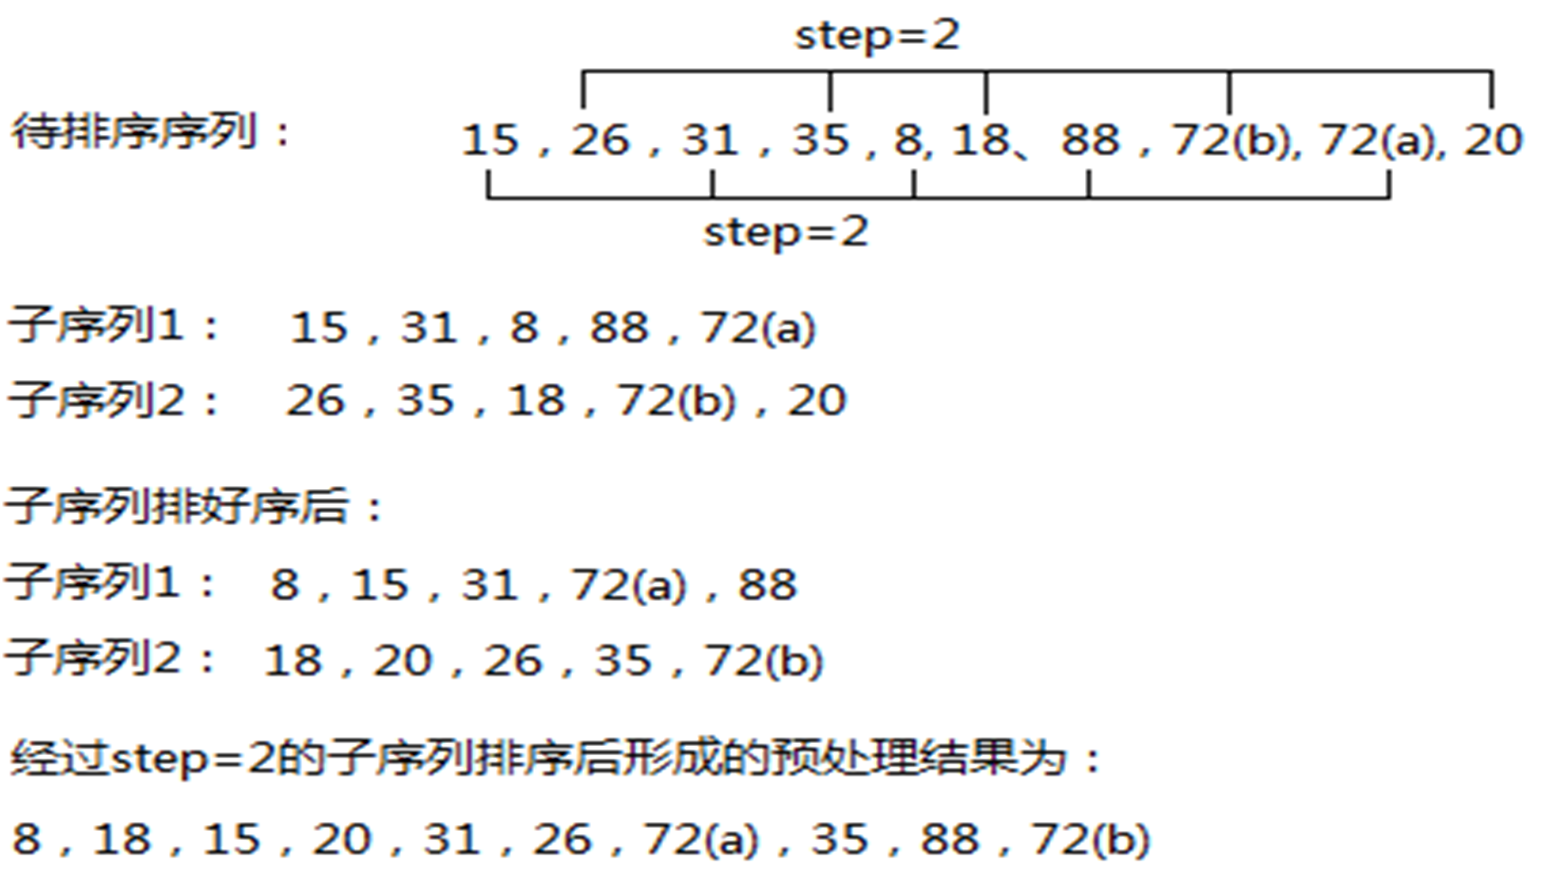 step=2
待排序序列： 15，26，31，35，8, 18、88，72(b), 72(a), 20
step=2
子序列1： 15，31，8，88，72(a)
子序列2： 26，35，18，72(b)，20
子序列排好序后：
子序列1： 8，15，31，72(a)，88
子序列2： 18，20，26，35，72(b)
经过step=2的子序列排序后形成的预处理结果为：
8，18，15，20，31，26，72(a)，35，88，72(b)